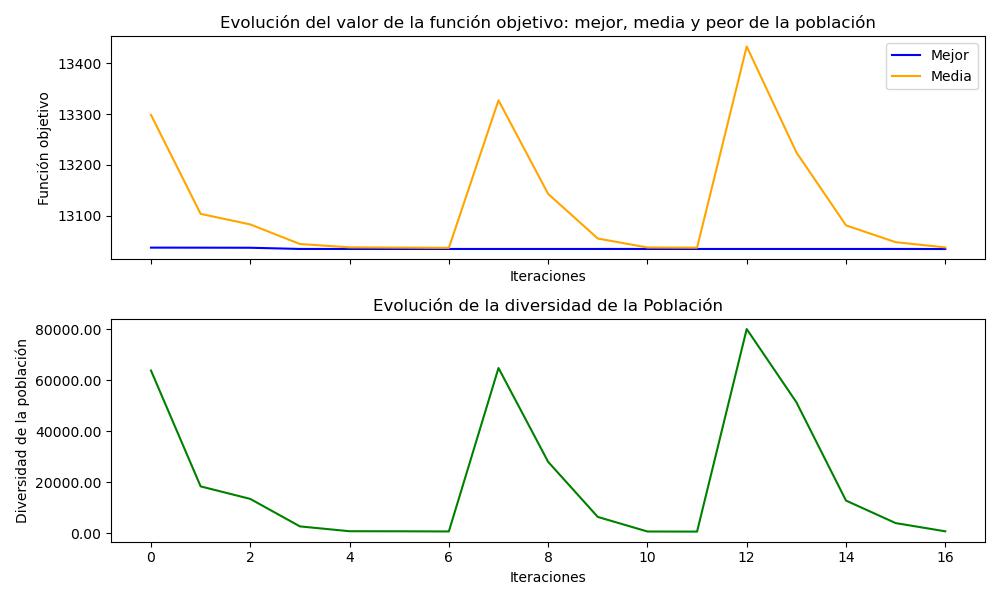 Evolución del valor de la función objetivo: mejor, media y peor de la población
Función objetivo
13400
13300
13200
13100
Mejor
Media
Iteraciones
Evolución de la diversidad de la Población
Diversidad de la población
80000.00
60000.00
40000.00
20000.00
0.00
0 2 4 6 8 10 12 14 16
Iteraciones